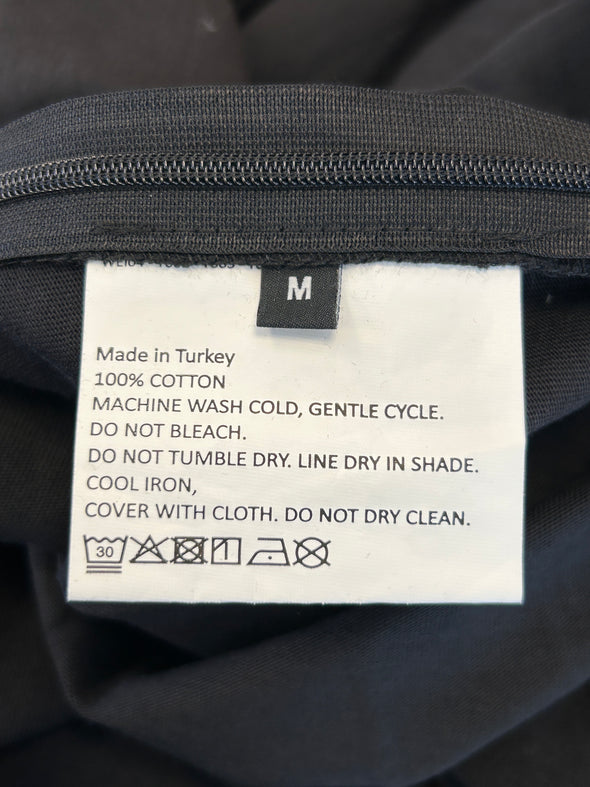 M
Made in Turkey
100% COTTON
MACHINE WASH COLD, GENTLE CYCLE.
DO NOT BLEACH.
DO NOT TUMBLE DRY. LINE DRY IN SHADE.
COOL IRON,
COVER WITH CLOTH. DO NOT DRY CLEAN.
30